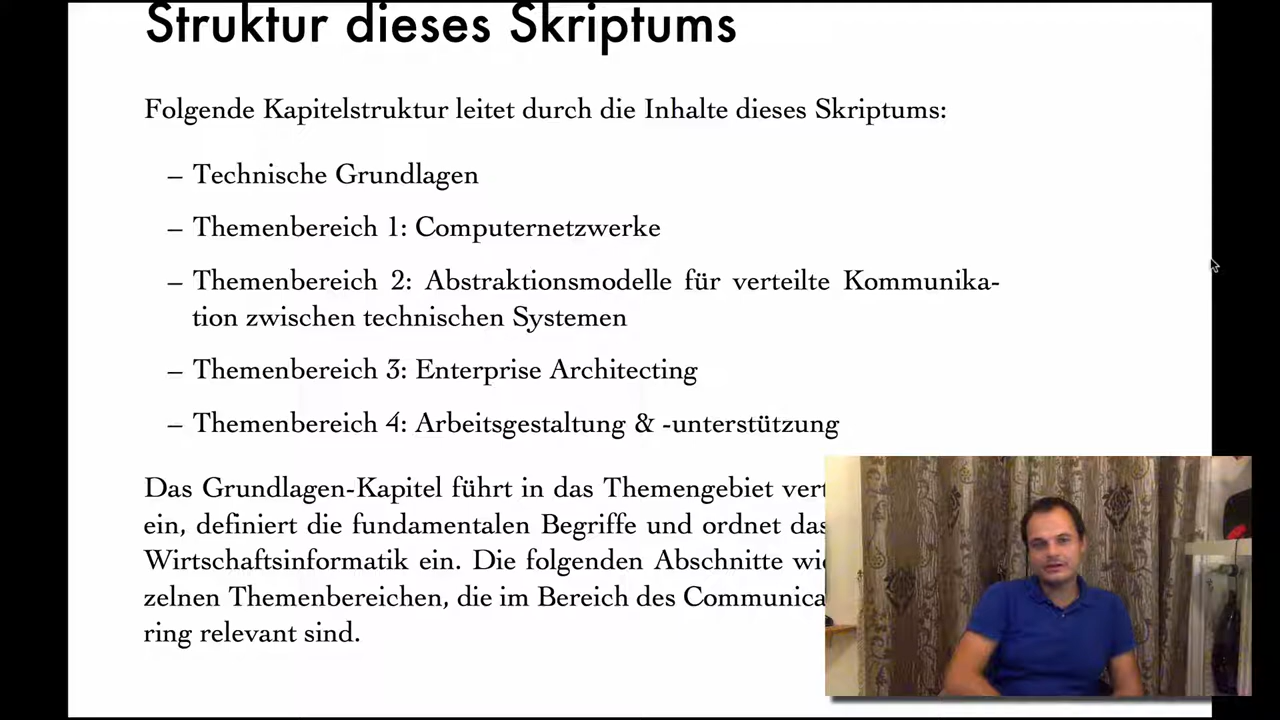 Struktur dieses Skriptums
Folgende Kapitelstruktur leitet durch die Inhalte dieses Skriptums:
– Technische Grundlagen
– Themenbereich 1: Computernetzwerke
– Themenbereich 2: Abstraktionsmodelle für verteilte Kommunika-
tion zwischen technischen Systemen
– Themenbereich 3: Enterprise Architecting
– Themenbereich 4: Arbeitsgestaltung & -unterstützung
Das Grundlagen-Kapitel führt in das Themengebiet
ein, definiert die fundamentalen Begriffe und ordnet das
Wirtschaftsinformatik ein. Die folgenden Abschnitte
zelnen Themenbereichen, die im Bereich des
ring relevant sind.